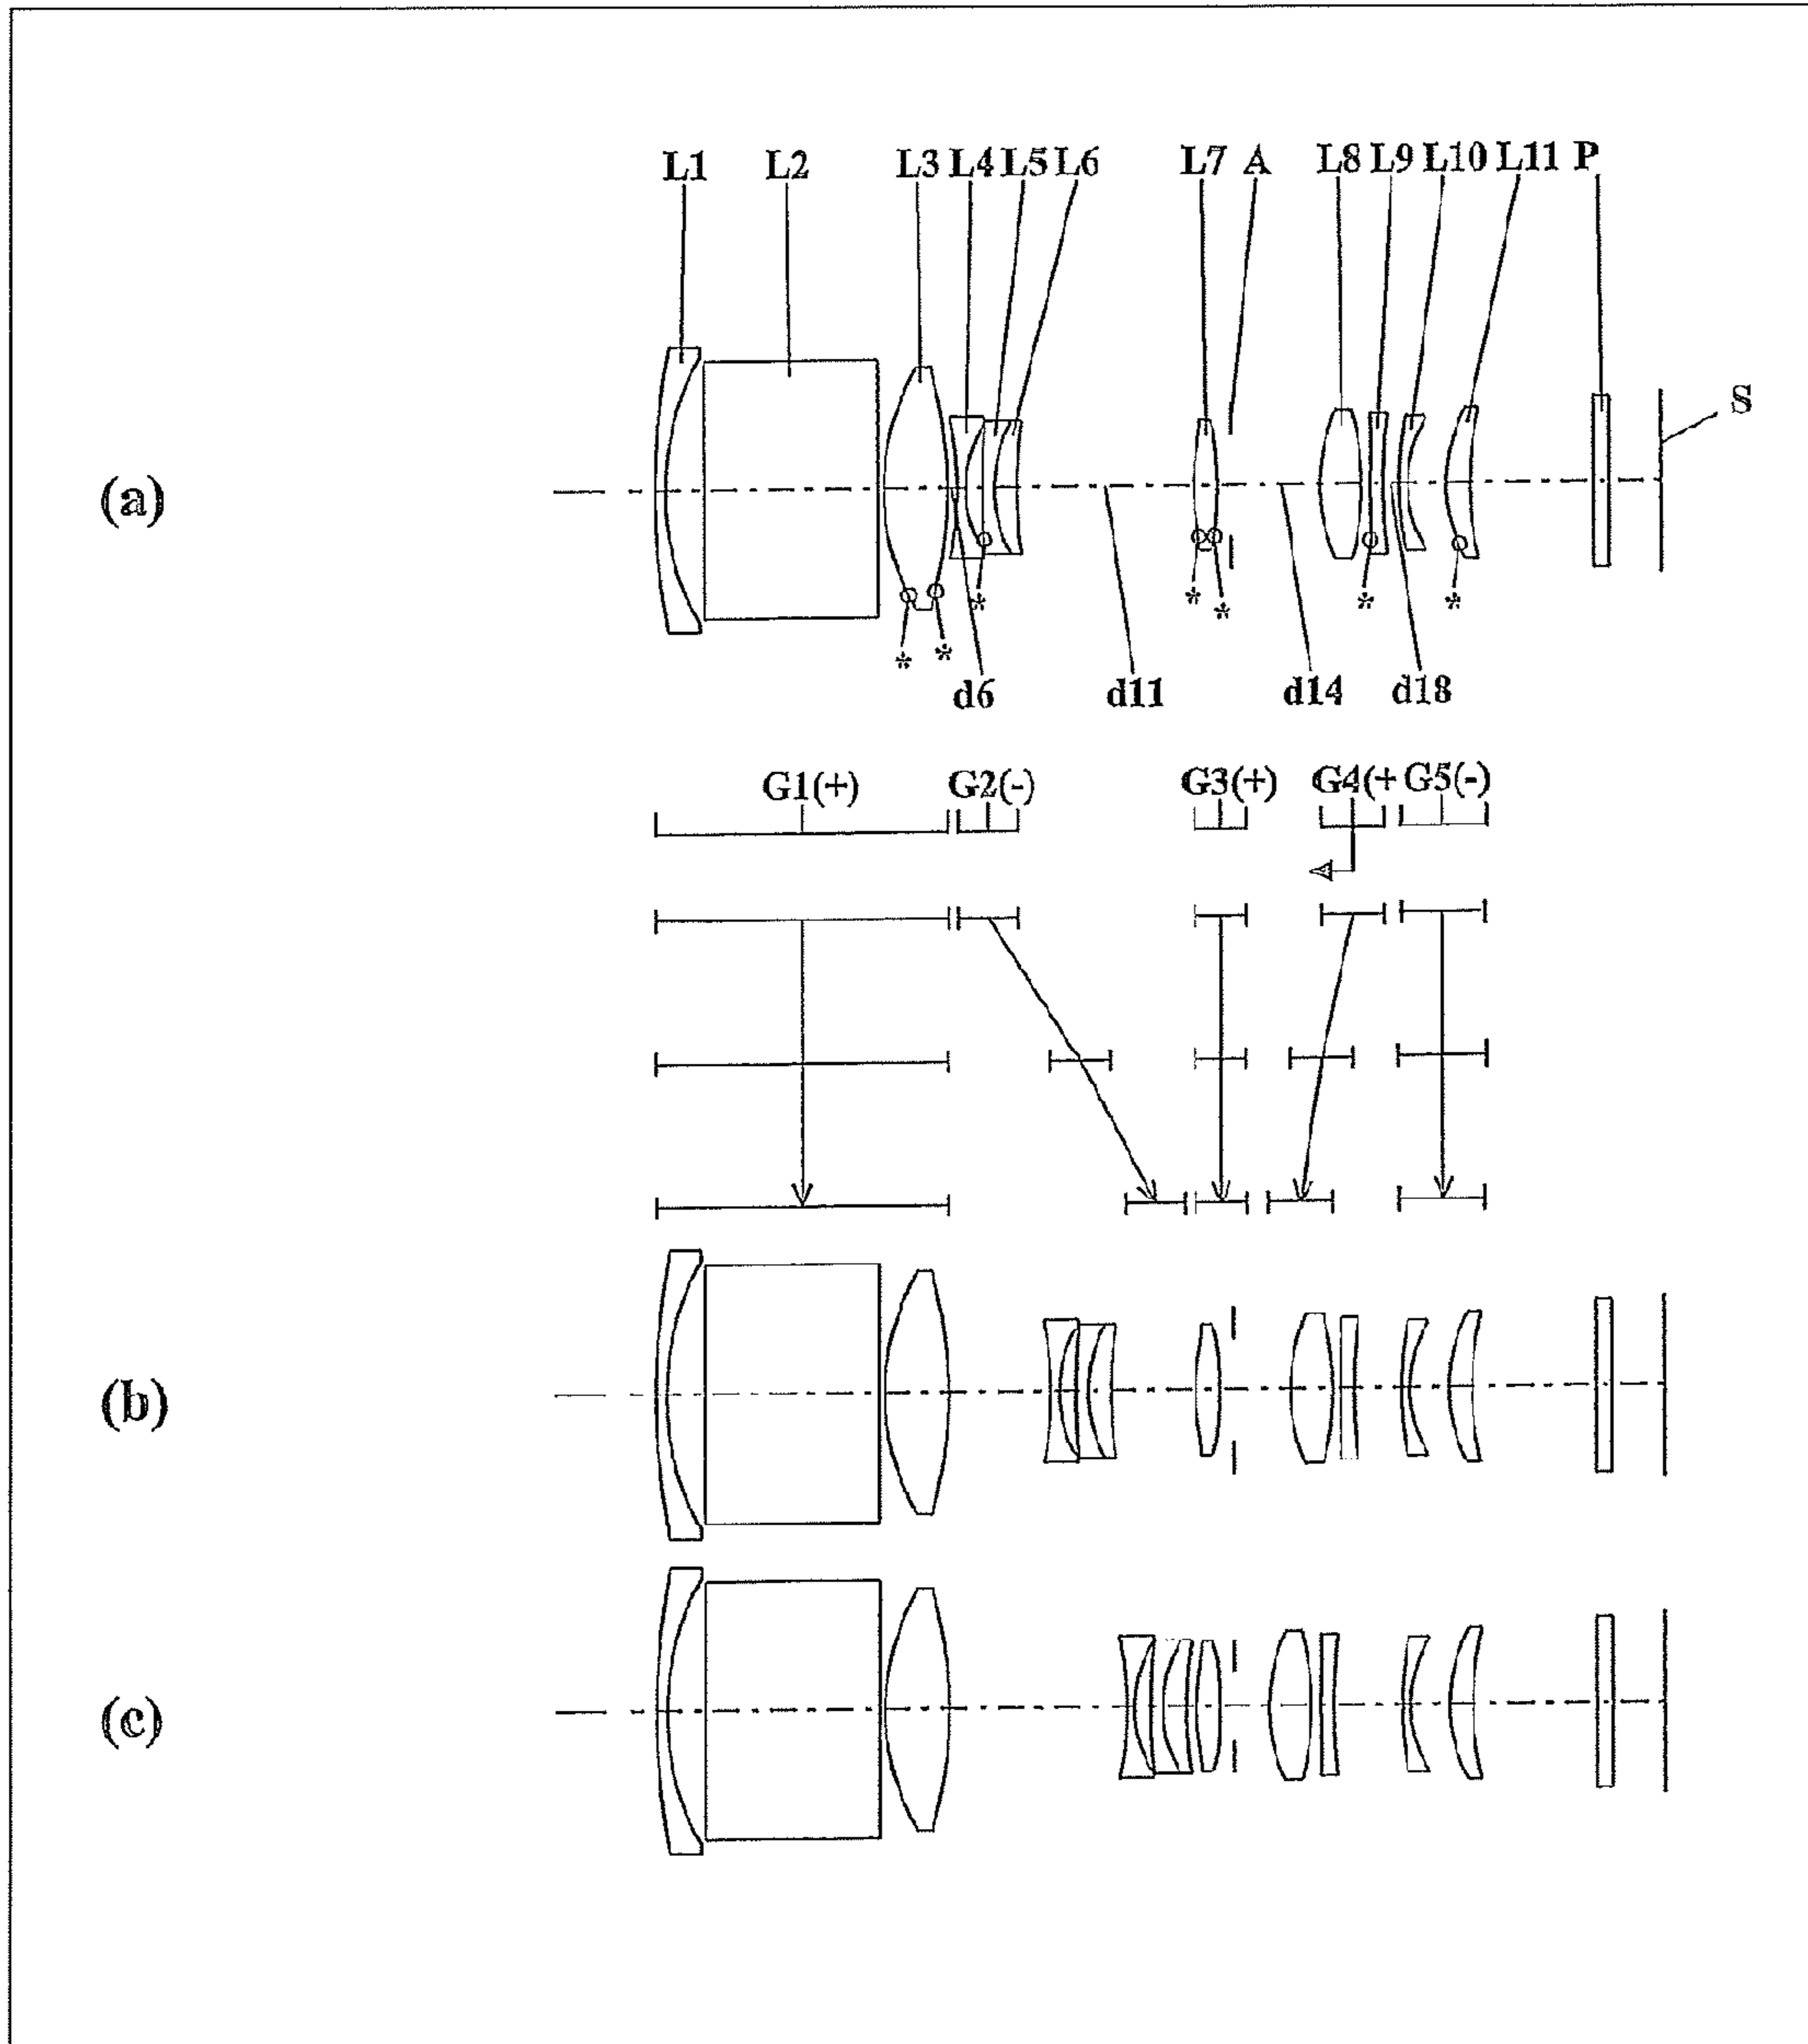 L1 L2 L3 L4 L5 L6 L7 A L8 L9 L10 L11 P
S
(a)
* * * * * * *
d6 d11 d14 d18
G1(+) G2(-) G3(+) G4(+ G5(-)
(b)
(c)